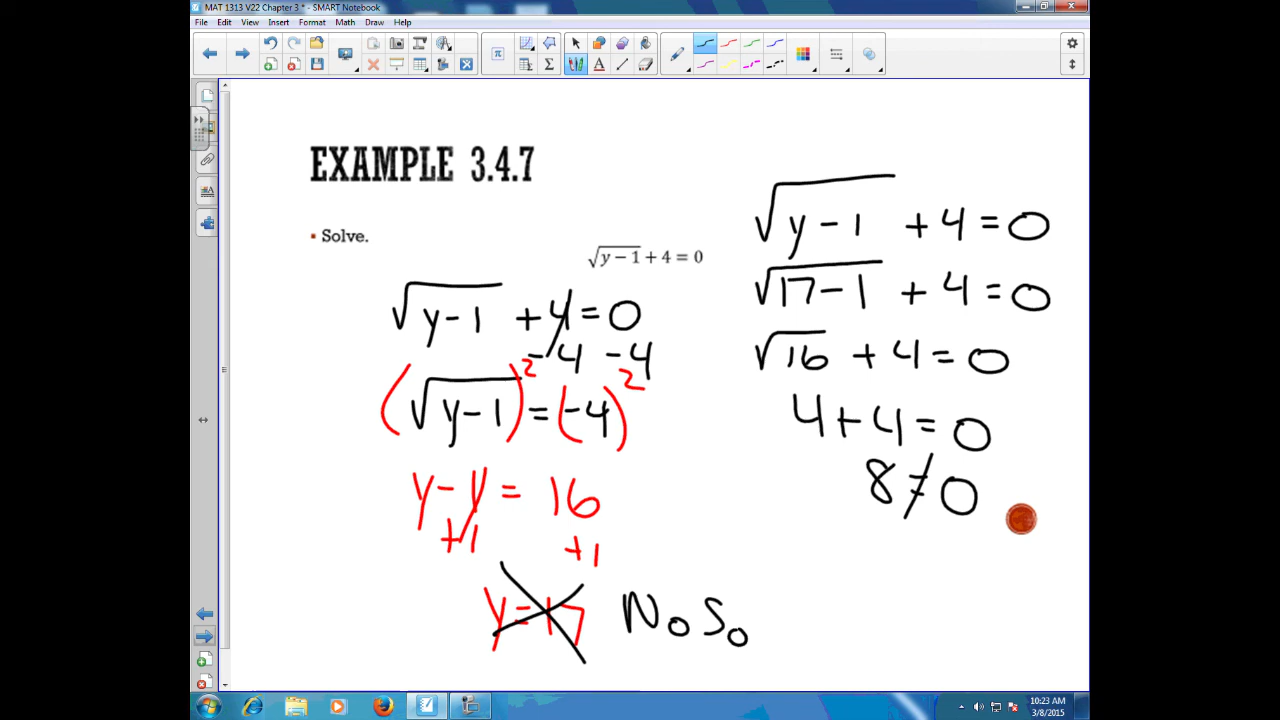 MAT 1313 V22 Chapter 3 * - SMART Notebook
File Edit View Insert Format Math Draw Help
EXAMPLE 3.4.7
▪ Solve.
√(y − 1) + 4 = 0
√(y-1) + 4 = 0
-4 -4
(√(y-1))² = (-4)²
y - 1 = 16
+1 +1
y = 17 No So
√(y-1) + 4 = 0
√(17-1) + 4 = 0
√16 + 4 = 0
4 + 4 = 0
8 ≠ 0
10:23 AM
3/8/2015